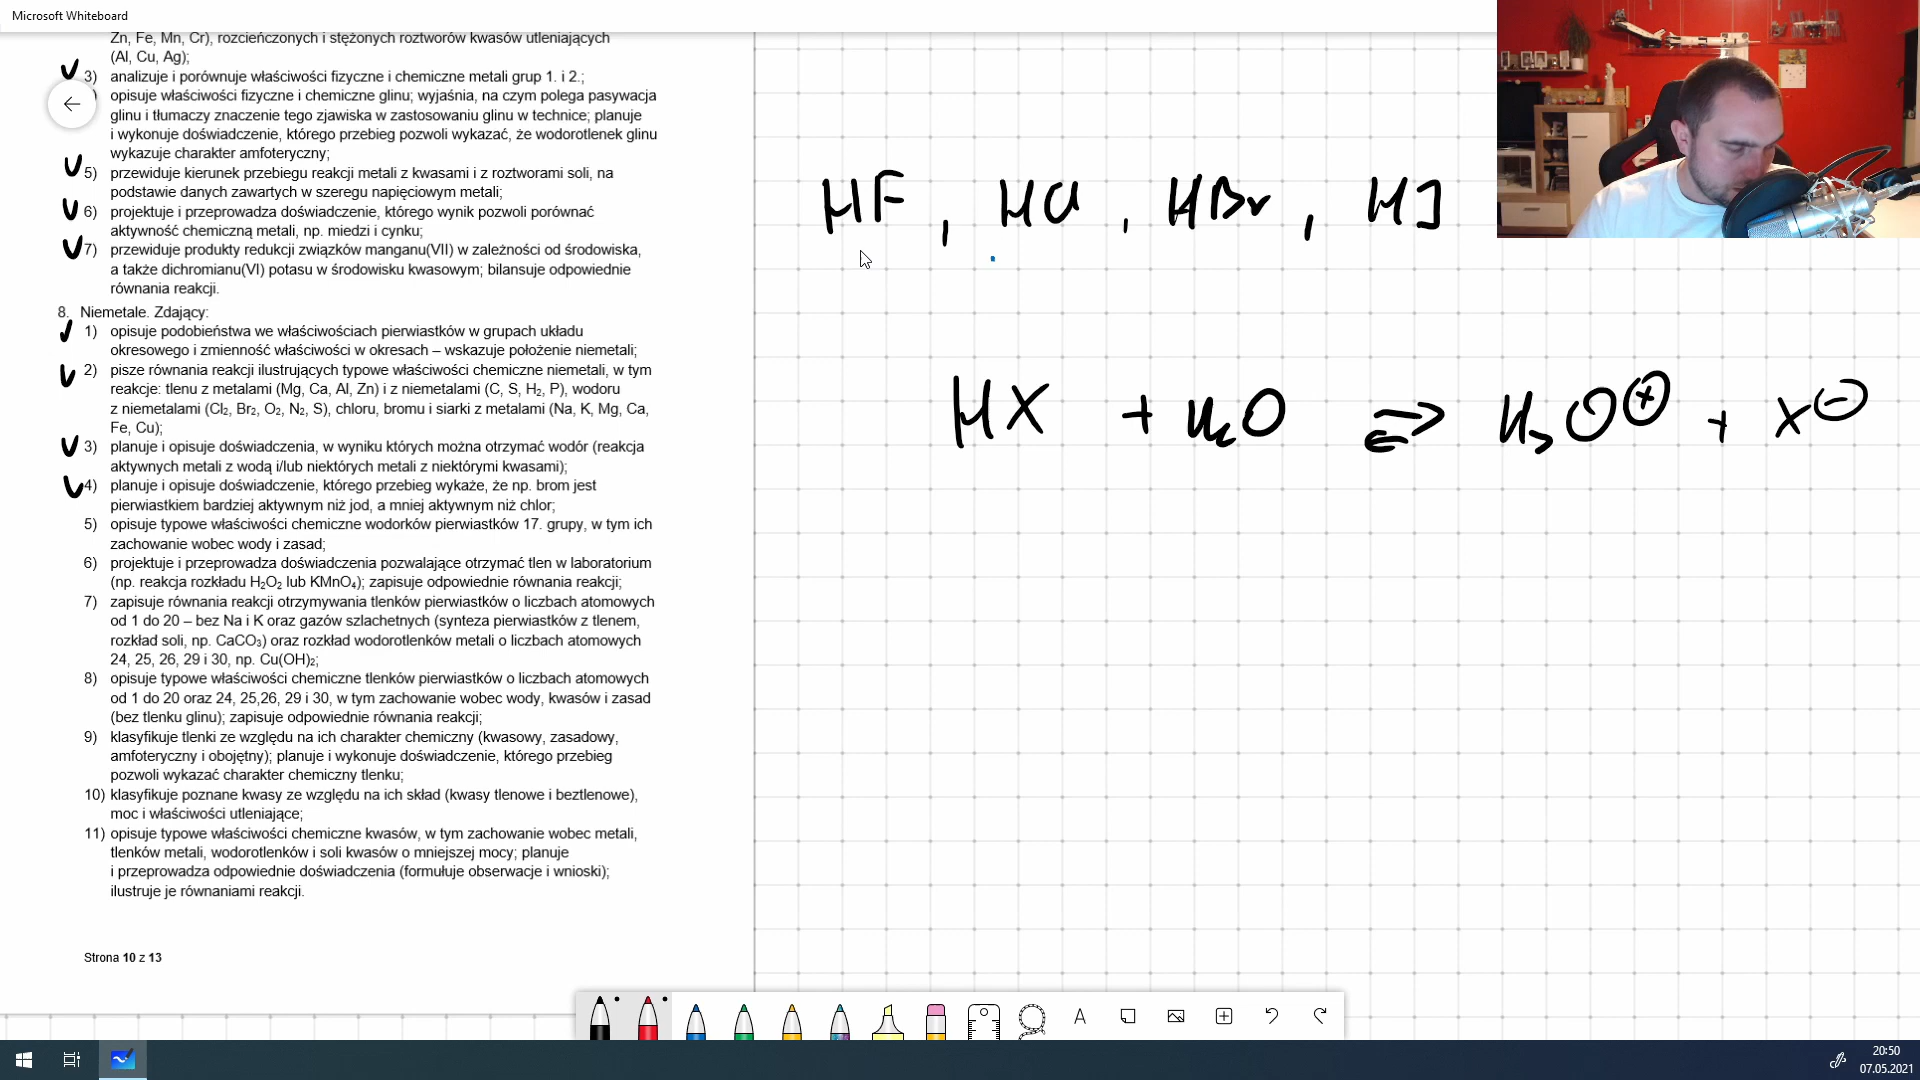 Microsoft Whiteboard
Zn, Fe, Mn, Cr), rozcieńczonych i stężonych roztworów kwasów utleniających
(Al, Cu, Ag);
3) analizuje i porównuje właściwości fizyczne i chemiczne metali grup 1. i 2.;
opisuje właściwości fizyczne i chemiczne glinu; wyjaśnia, na czym polega pasywacja
glinu i tłumaczy znaczenie tego zjawiska w zastosowaniu glinu w technice; planuje
i wykonuje doświadczenie, którego przebieg pozwoli wykazać, że wodorotlenek glinu
wykazuje charakter amfoteryczny;
5) przewiduje kierunek przebiegu reakcji metali z kwasami i z roztworami soli, na
podstawie danych zawartych w szeregu napięciowym metali;
6) projektuje i przeprowadza doświadczenie, którego wynik pozwoli porównać
aktywność chemiczną metali, np. miedzi i cynku;
7) przewiduje produkty redukcji związków manganu(VII) w zależności od środowiska,
a także dichromianu(VI) potasu w środowisku kwasowym; bilansuje odpowiednie
równania reakcji.
8. Niemetale. Zdający:
1) opisuje podobieństwa we właściwościach pierwiastków w grupach układu
okresowego i zmienność właściwości w okresach – wskazuje położenie niemetali;
2) pisze równania reakcji ilustrujących typowe właściwości chemiczne niemetali, w tym
reakcje: tlenu z metalami (Mg, Ca, Al, Zn) i z niemetalami (C, S, H₂, P), wodoru
z niemetalami (Cl₂, Br₂, O₂, N₂, S), chloru, bromu i siarki z metalami (Na, K, Mg, Ca,
Fe, Cu);
3) planuje i opisuje doświadczenia, w wyniku których można otrzymać wodór (reakcja
aktywnych metali z wodą i/lub niektórych metali z niektórymi kwasami);
4) planuje i opisuje doświadczenie, którego przebieg wykaże, że np. brom jest
pierwiastkiem bardziej aktywnym niż jod, a mniej aktywnym niż chlor;
5) opisuje typowe właściwości chemiczne wodorków pierwiastków 17. grupy, w tym ich
zachowanie wobec wody i zasad;
6) projektuje i przeprowadza doświadczenia pozwalające otrzymać tlen w laboratorium
(np. reakcja rozkładu H₂O₂ lub KMnO₄); zapisuje odpowiednie równania reakcji;
7) zapisuje równania reakcji otrzymywania tlenków pierwiastków o liczbach atomowych
od 1 do 20 – bez Na i K oraz gazów szlachetnych (synteza pierwiastków z tlenem,
rozkład soli, np. CaCO₃) oraz rozkład wodorotlenków metali o liczbach atomowych
24, 25, 26, 29 i 30, np. Cu(OH)₂;
8) opisuje typowe właściwości chemiczne tlenków pierwiastków o liczbach atomowych
od 1 do 20 oraz 24, 25,26, 29 i 30, w tym zachowanie wobec wody, kwasów i zasad
(bez tlenku glinu); zapisuje odpowiednie równania reakcji;
9) klasyfikuje tlenki ze względu na ich charakter chemiczny (kwasowy, zasadowy,
amfoteryczny i obojętny); planuje i wykonuje doświadczenie, którego przebieg
pozwoli wykazać charakter chemiczny tlenku;
10) klasyfikuje poznane kwasy ze względu na ich skład (kwasy tlenowe i beztlenowe),
moc i właściwości utleniające;
11) opisuje typowe właściwości chemiczne kwasów, w tym zachowanie wobec metali,
tlenków metali, wodorotlenków i soli kwasów o mniejszej mocy; planuje
i przeprowadza odpowiednie doświadczenia (formułuje obserwacje i wnioski);
ilustruje je równaniami reakcji.
Strona 10 z 13
HF, HCl, HBr, HJ
HX + H₂O ⇌ H₃O⊕ + X⊖
A
20:50
07.05.2021